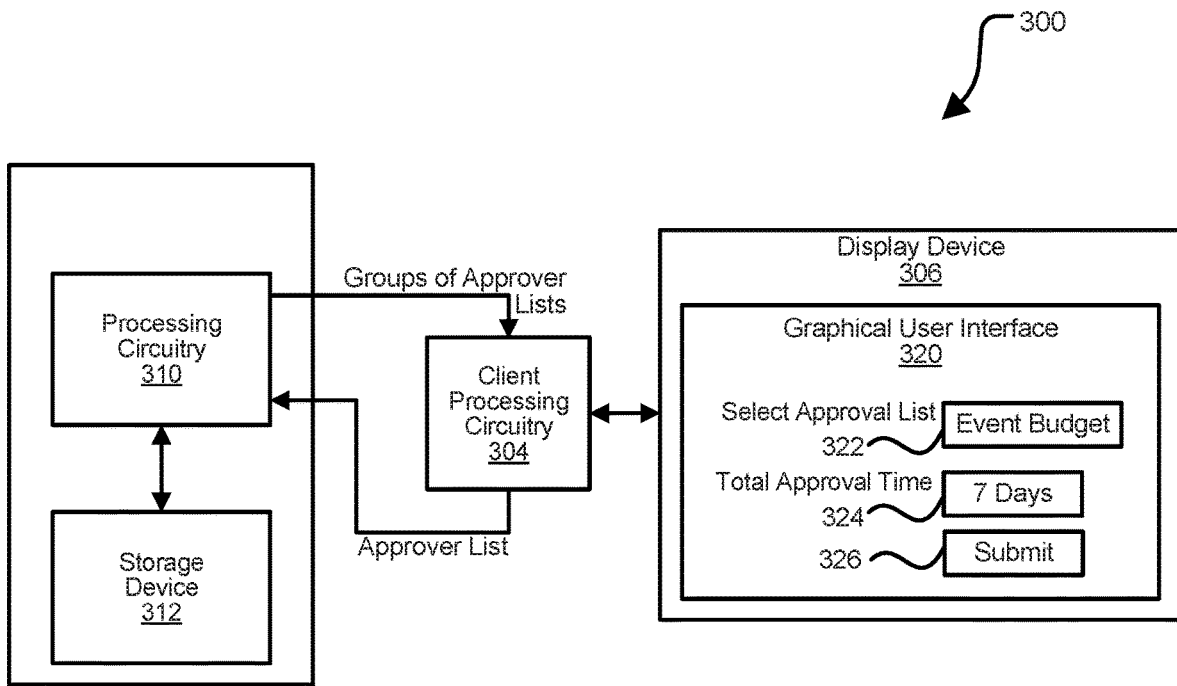 300
Processing
Circuitry
310
Storage
Device
312
Groups of Approver
Lists
Approver List
Client
Processing
Circuitry
304
Display Device
306
Graphical User Interface
320
Select Approval List
322
Event Budget
Total Approval Time
324
7 Days
326
Submit